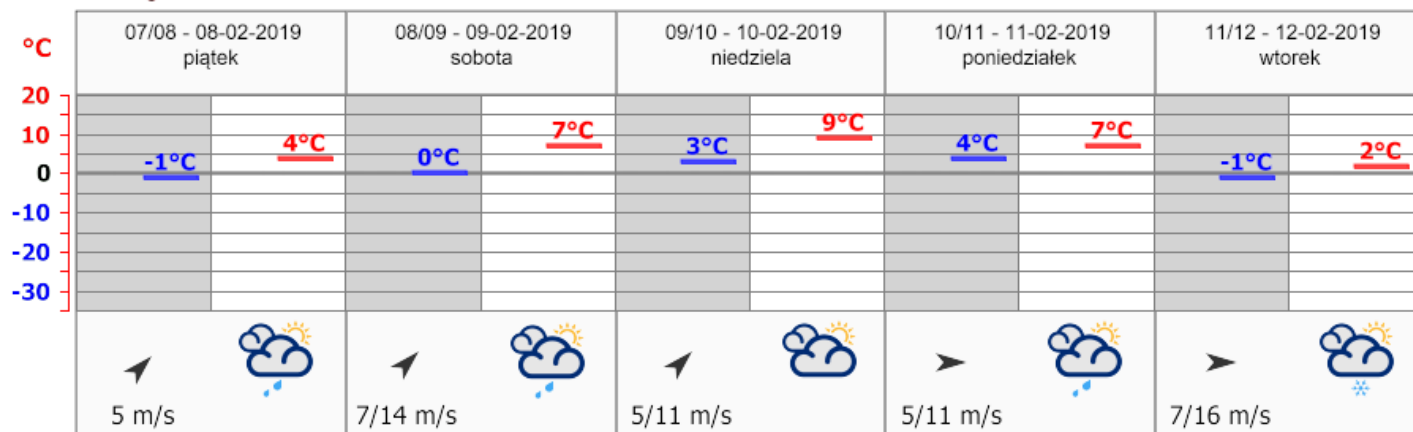 °C
07/08 - 08-02-2019
piątek
08/09 - 09-02-2019
sobota
09/10 - 10-02-2019
niedziela
10/11 - 11-02-2019
poniedziałek
11/12 - 12-02-2019
wtorek
20
10
0
-10
-20
-30
-1°C
4°C
0°C
7°C
3°C
9°C
4°C
7°C
-1°C
2°C
5 m/s
7/14 m/s
5/11 m/s
5/11 m/s
7/16 m/s